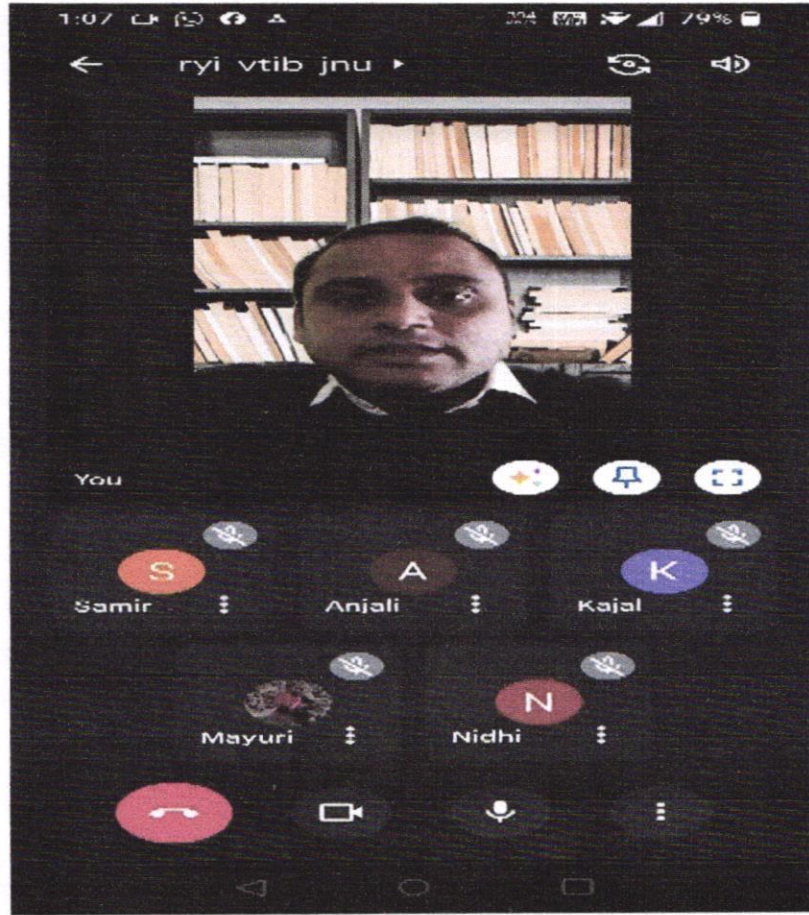 1:07 79%
ryi vtib jnu
You
S A K
Samir Anjali Kajal
N
Mayuri Nidhi